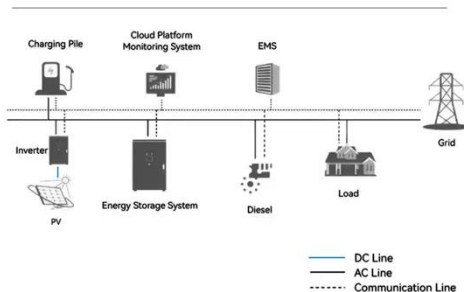 Charging Pile
Cloud Platform
Monitoring System
EMS
Grid
Inverter
PV
Energy Storage System
Diesel
Load
DC Line
AC Line
Communication Line